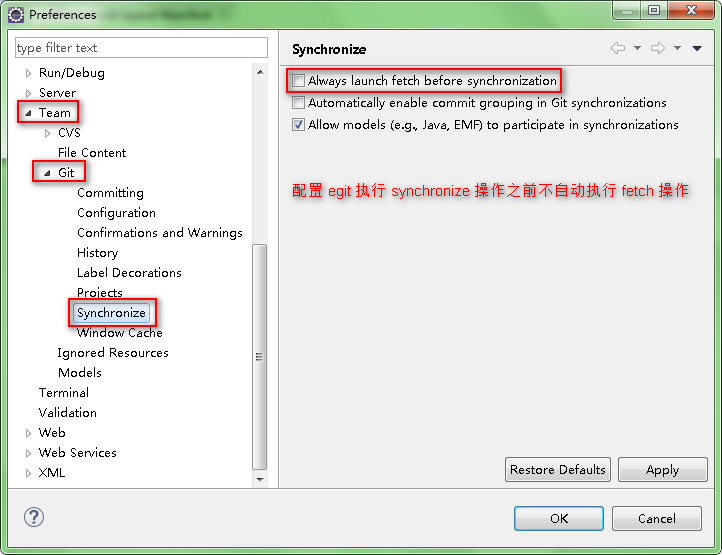 Preferences
type filter text
Run/Debug
Server
Team
CVS
File Content
Git
Committing
Configuration
Confirmations and Warnings
History
Label Decorations
Projects
Synchronize
Window Cache
Ignored Resources
Models
Terminal
Validation
Web
Web Services
XML
Synchronize
Always launch fetch before synchronization
Automatically enable commit grouping in Git synchronizations
Allow models (e.g., Java, EMF) to participate in synchronizations
配置 egit 执行 synchronize 操作之前不自动执行 fetch 操作
Restore Defaults
Apply
OK
Cancel